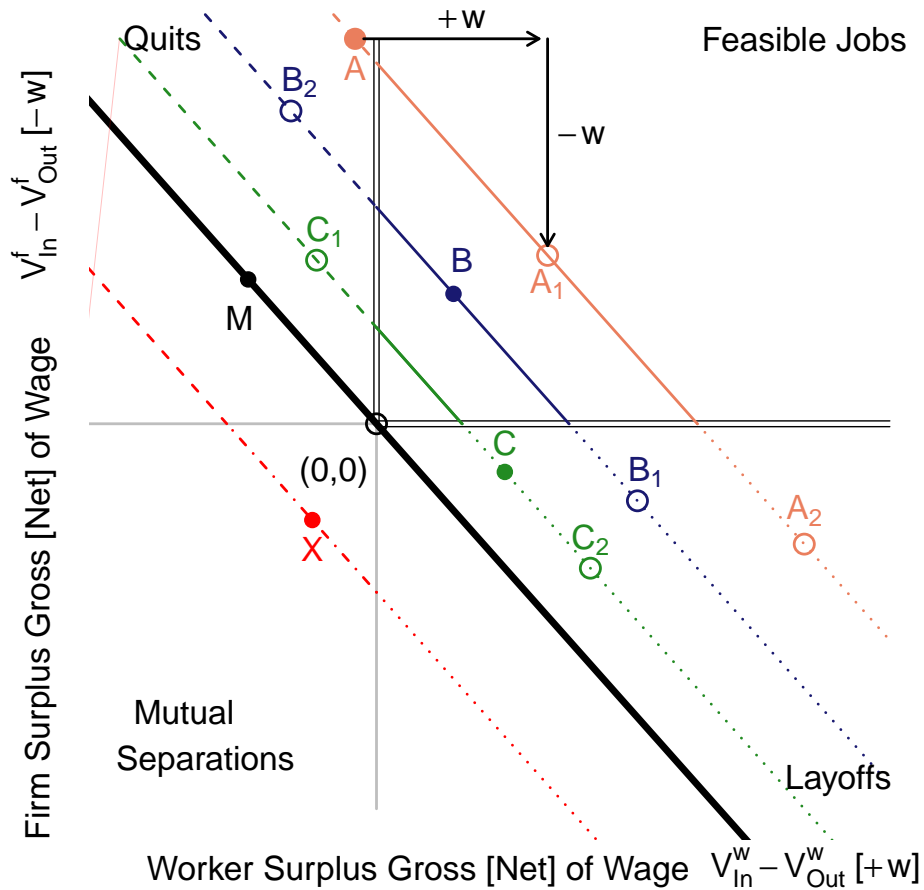 Quits
+w
Feasible Jobs
A
B₂
−w
C₁
B
A₁
M
(0,0)
C
B₁
A₂
C₂
X
Mutual
Separations
Layoffs
Firm Surplus Gross [Net] of Wage V^f_In − V^f_Out [−w]
Worker Surplus Gross [Net] of Wage V^w_In − V^w_Out [+w]